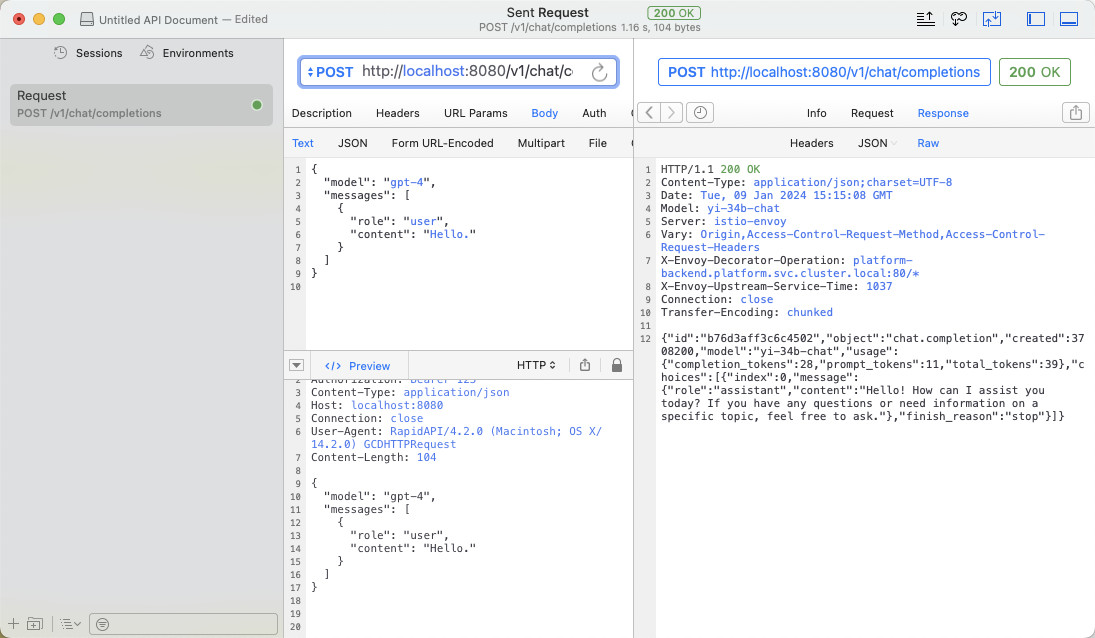 Untitled API Document — Edited
Sent Request
200 OK
POST /v1/chat/completions 1.16 s, 104 bytes
Sessions
Environments
Request
POST /v1/chat/completions
POST http://localhost:8080/v1/chat/c
Description Headers URL Params Body Auth
Text JSON Form URL-Encoded Multipart File
1 {
2 "model": "gpt-4",
3 "messages": [
4 {
5 "role": "user",
6 "content": "Hello."
7 }
8 ]
9 }
10
</> Preview
HTTP
2 Authorization: Bearer 123
3 Content-Type: application/json
4 Host: localhost:8080
5 Connection: close
6 User-Agent: RapidAPI/4.2.0 (Macintosh; OS X/
14.2.0) GCDHTTPRequest
7 Content-Length: 104
8
9 {
10 "model": "gpt-4",
11 "messages": [
12 {
13 "role": "user",
14 "content": "Hello."
15 }
16 ]
17 }
18
19
20
POST http://localhost:8080/v1/chat/completions
200 OK
Info Request Response
Headers JSON Raw
1 HTTP/1.1 200 OK
2 Content-Type: application/json;charset=UTF-8
3 Date: Tue, 09 Jan 2024 15:15:08 GMT
4 Model: yi-34b-chat
5 Server: istio-envoy
6 Vary: Origin,Access-Control-Request-Method,Access-Control-
Request-Headers
7 X-Envoy-Decorator-Operation: platform-
backend.platform.svc.cluster.local:80/*
8 X-Envoy-Upstream-Service-Time: 1037
9 Connection: close
10 Transfer-Encoding: chunked
11
12 {"id":"b76d3aff3c6c4502","object":"chat.completion","created":37
08200,"model":"yi-34b-chat","usage":
{"completion_tokens":28,"prompt_tokens":11,"total_tokens":39},"c
hoices":[{"index":0,"message":
{"role":"assistant","content":"Hello! How can I assist you
today? If you have any questions or need information on a
specific topic, feel free to ask."},"finish_reason":"stop"}]}